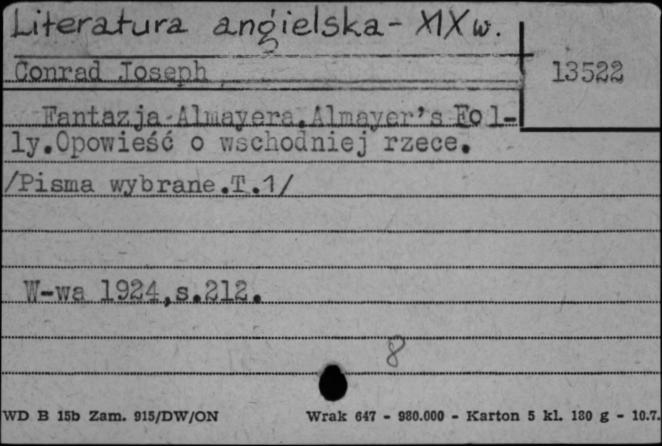 Literatura angielska - XIX w.
Conrad Joseph
13522
Fantazja Almayera.Almayer's Fol-
ly.Opowieść o wschodniej rzece.
/Pisma wybrane.T.1/
W-wa 1924,s.212.
8
WD B 15b Zam. 915/DW/ON Wrak 647 - 980.000 - Karton 5 kl. 180 g - 10.7.